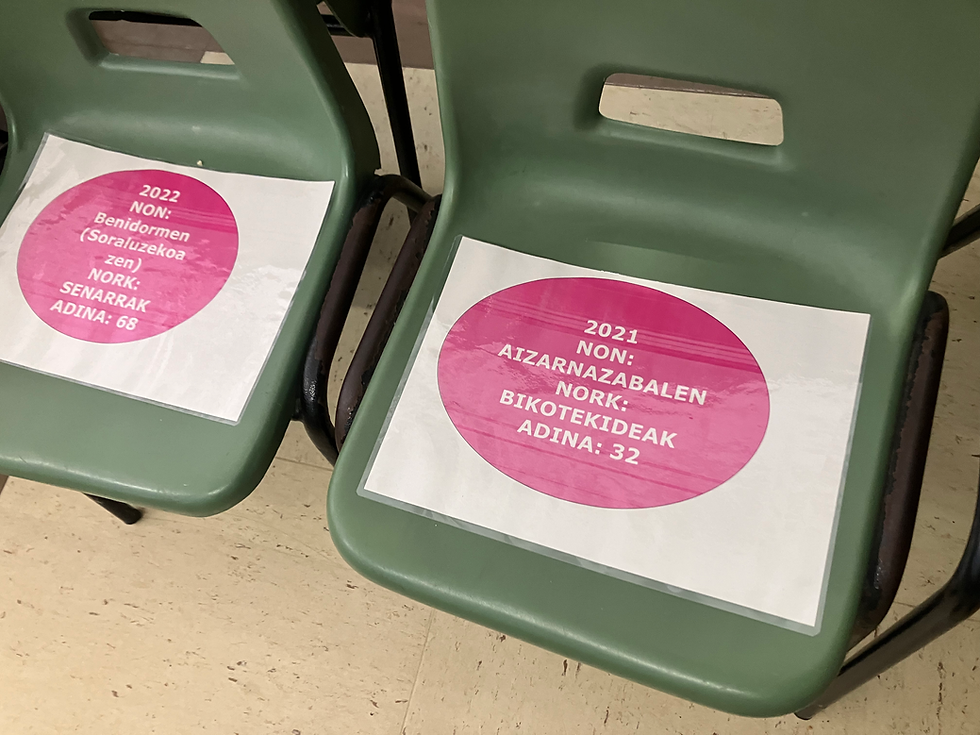 2022
NON:
Benidormen
(Soraluzekoa
zen)
NORK:
SENARRAK
ADINA: 68
2021
NON:
AIZARNAZABALEN
NORK:
BIKOTEKIDEAK
ADINA: 32